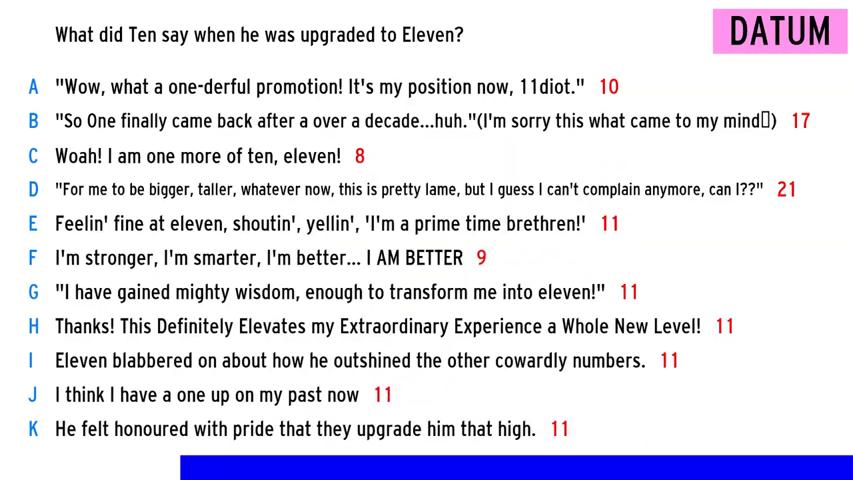 What did Ten say when he was upgraded to Eleven?
DATUM
A "Wow, what a one-derful promotion! It's my position now, 11diot." 10
B "So One finally came back after a over a decade...huh."(I'm sorry this what came to my mind▯) 17
C Woah! I am one more of ten, eleven! 8
D "For me to be bigger, taller, whatever now, this is pretty lame, but I guess I can't complain anymore, can I??" 21
E Feelin' fine at eleven, shoutin', yellin', 'I'm a prime time brethren!' 11
F I'm stronger, I'm smarter, I'm better... I AM BETTER 9
G "I have gained mighty wisdom, enough to transform me into eleven!" 11
H Thanks! This Definitely Elevates my Extraordinary Experience a Whole New Level! 11
I Eleven blabbered on about how he outshined the other cowardly numbers. 11
J I think I have a one up on my past now 11
K He felt honoured with pride that they upgrade him that high. 11